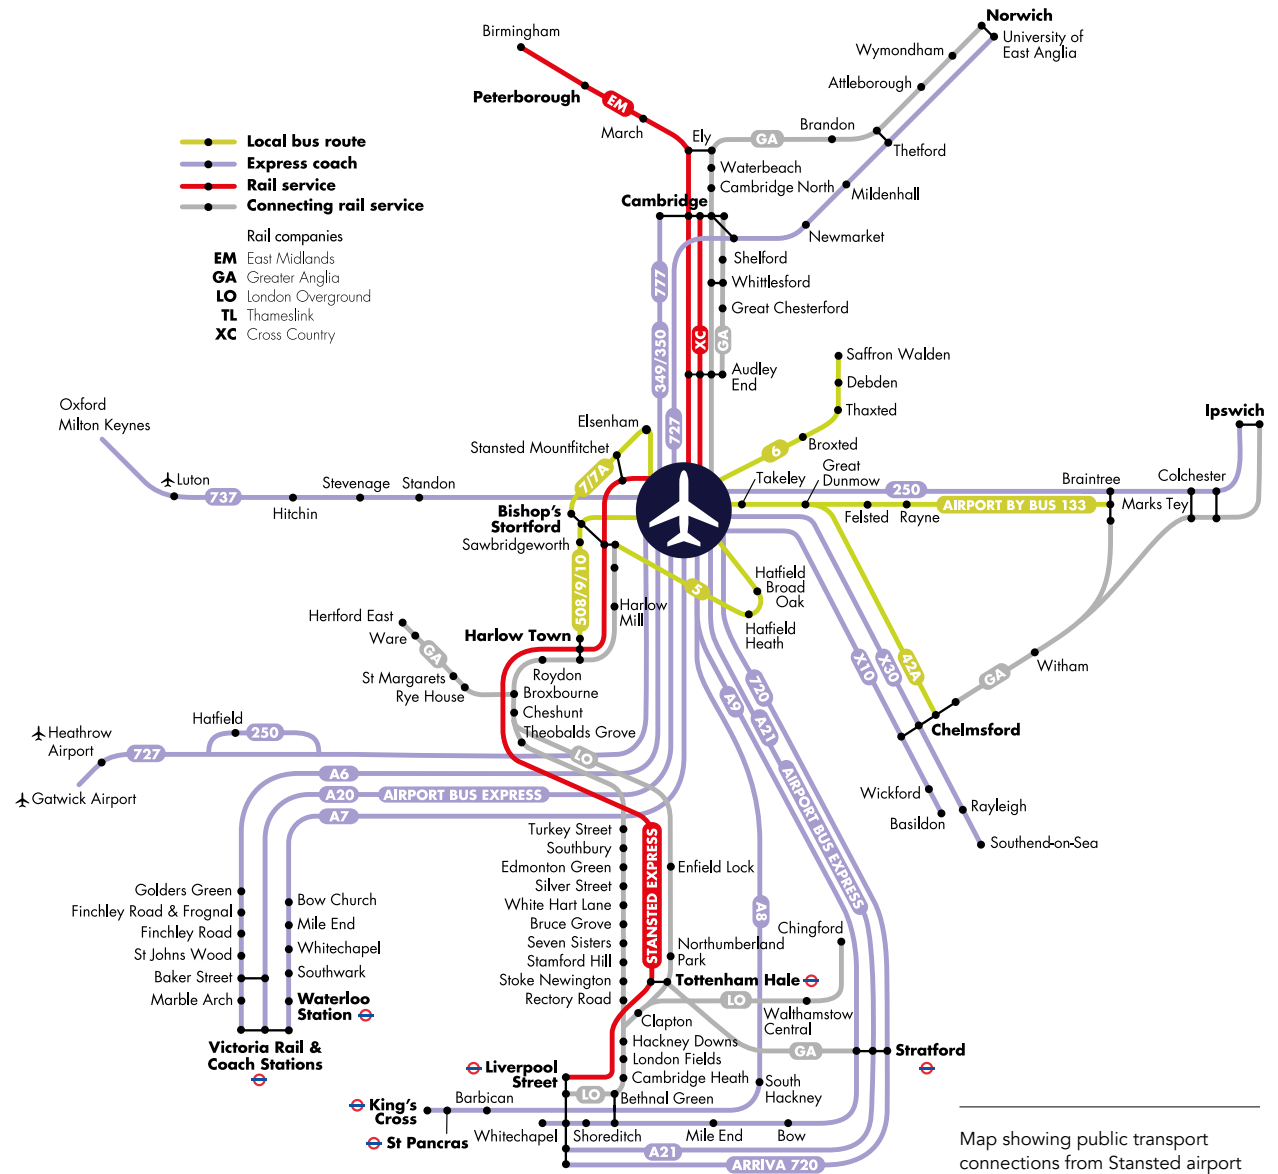 Birmingham
Peterborough
EM
March
Norwich
University of
East Anglia
Wymondham
Attleborough
Brandon
GA
Ely
Thetford
Waterbeach
Cambridge North
Mildenhall
Cambridge
Newmarket
Local bus route
Express coach
Rail service
Connecting rail service
Rail companies
EM East Midlands
GA Greater Anglia
LO London Overground
TL Thameslink
XC Cross Country
Shelford
Whittlesford
Great Chesterford
777
349/350
727
XC
GA
Audley
End
Saffron Walden
Debden
Thaxted
Broxted
6
Oxford
Milton Keynes
Luton
737
Hitchin
Stevenage
Standon
Elsenham
Stansted Mountfitchet
7/7A
Bishop's
Stortford
Sawbridgeworth
508/9/10
Takeley
Great
Dunmow
250
Felsted
Rayne
AIRPORT BY BUS 133
Braintree
Colchester
Marks Tey
Ipswich
Hatfield
Broad
Oak
5
Hatfield
Heath
Harlow
Mill
Hertford East
Ware
GA
St Margarets
Rye House
Harlow Town
Roydon
Broxbourne
Cheshunt
Theobalds Grove
LO
X10
X30
42A
GA
Witham
Chelmsford
Wickford
Basildon
Rayleigh
Southend-on-Sea
Hatfield
250
Heathrow
Airport
727
Gatwick Airport
A6
A20
AIRPORT BUS EXPRESS
A7
A9
A21
720
AIRPORT BUS EXPRESS
A8
STANSTED EXPRESS
Turkey Street
Southbury
Edmonton Green
Silver Street
White Hart Lane
Bruce Grove
Seven Sisters
Stamford Hill
Stoke Newington
Rectory Road
Enfield Lock
Northumberland
Park
Tottenham Hale
Chingford
LO
Walthamstow
Central
Clapton
Hackney Downs
London Fields
Cambridge Heath
GA
Stratford
Golders Green
Finchley Road & Frognal
Finchley Road
St Johns Wood
Baker Street
Marble Arch
Bow Church
Mile End
Whitechapel
Southwark
Waterloo
Station
Victoria Rail &
Coach Stations
Liverpool
Street
LO
Bethnal Green
South
Hackney
King's
Cross
Barbican
St Pancras
Whitechapel
Shoreditch
Mile End
Bow
A21
ARRIVA 720
Map showing public transport
connections from Stansted airport